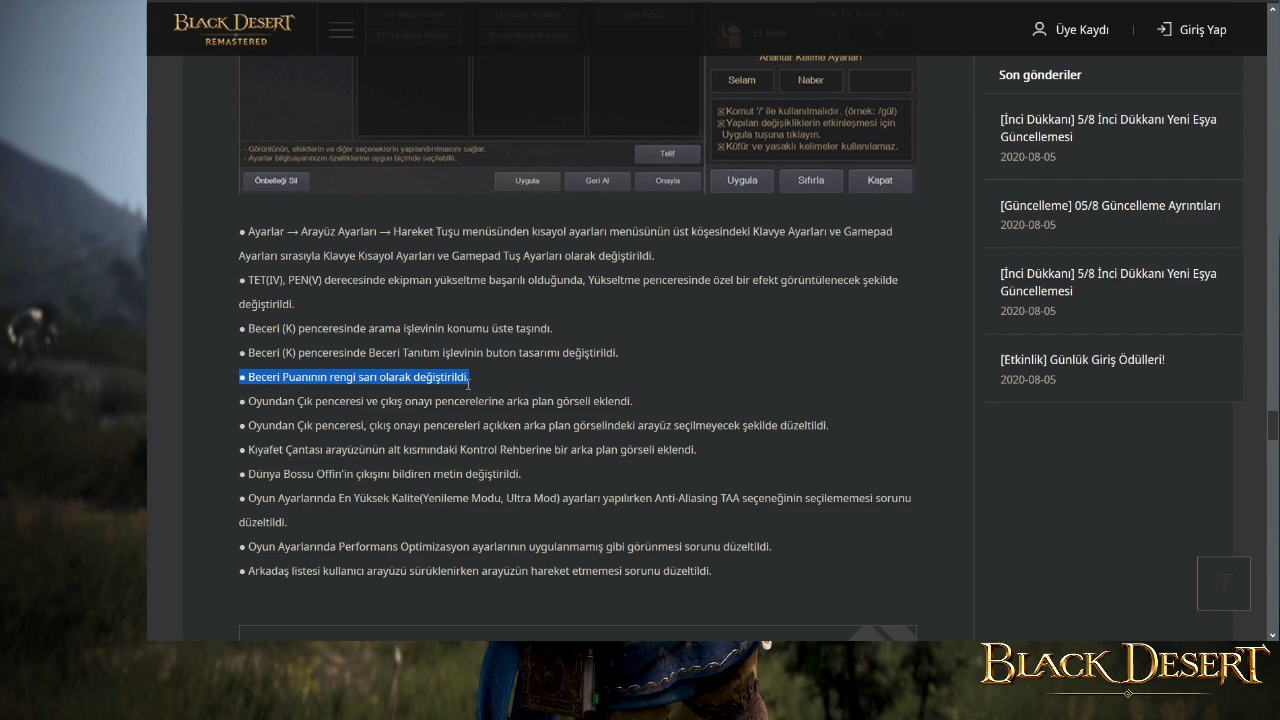 BLACK DESERT
REMASTERED
Üye Kaydı
Giriş Yap
El Salla / El
Anahtar Kelime Ayarları
Selam Naber
※Komut '/' ile kullanılmalıdır. (örnek: /gül)
※Yapılan değişikliklerin etkinleşmesi için
Uygula tuşuna tıklayın.
※Küfür ve yasaklı kelimeler kullanılamaz.
- Görüntünün, efektlerin ve diğer seçeneklerin yapılandırılmasını sağlar.
- Ayarlar bilgisayarınızın özelliklerine uygun biçimde seçilebilir.
Telif
Önbelleği Sil Uygula Geri Al Onayla
Uygula Sıfırla Kapat
● Ayarlar → Arayüz Ayarları → Hareket Tuşu menüsünden kısayol ayarları menüsünün üst köşesindeki Klavye Ayarları ve Gamepad
Ayarları sırasıyla Klavye Kısayol Ayarları ve Gamepad Tuş Ayarları olarak değiştirildi.
● TET(IV), PEN(V) derecesinde ekipman yükseltme başarılı olduğunda, Yükseltme penceresinde özel bir efekt görüntülenecek şekilde
değiştirildi.
● Beceri (K) penceresinde arama işlevinin konumu üste taşındı.
● Beceri (K) penceresinde Beceri Tanıtım işlevinin buton tasarımı değiştirildi.
● Beceri Puanının rengi sarı olarak değiştirildi.
● Oyundan Çık penceresi ve çıkış onayı pencerelerine arka plan görseli eklendi.
● Oyundan Çık penceresi, çıkış onayı pencereleri açıkken arka plan görselindeki arayüz seçilmeyecek şekilde düzeltildi.
● Kıyafet Çantası arayüzünün alt kısmındaki Kontrol Rehberine bir arka plan görseli eklendi.
● Dünya Bossu Offin'in çıkışını bildiren metin değiştirildi.
● Oyun Ayarlarında En Yüksek Kalite(Yenileme Modu, Ultra Mod) ayarları yapılırken Anti-Aliasing TAA seçeneğinin seçilememesi sorunu
düzeltildi.
● Oyun Ayarlarında Performans Optimizasyon ayarlarının uygulanmamış gibi görünmesi sorunu düzeltildi.
● Arkadaş listesi kullanıcı arayüzü sürüklenirken arayüzün hareket etmemesi sorunu düzeltildi.
Son gönderiler
[İnci Dükkanı] 5/8 İnci Dükkanı Yeni Eşya
Güncellemesi
2020-08-05
[Güncelleme] 05/8 Güncelleme Ayrıntıları
2020-08-05
[İnci Dükkanı] 5/8 İnci Dükkanı Yeni Eşya
Güncellemesi
2020-08-05
[Etkinlik] Günlük Giriş Ödülleri!
2020-08-05
BLACK DESERT